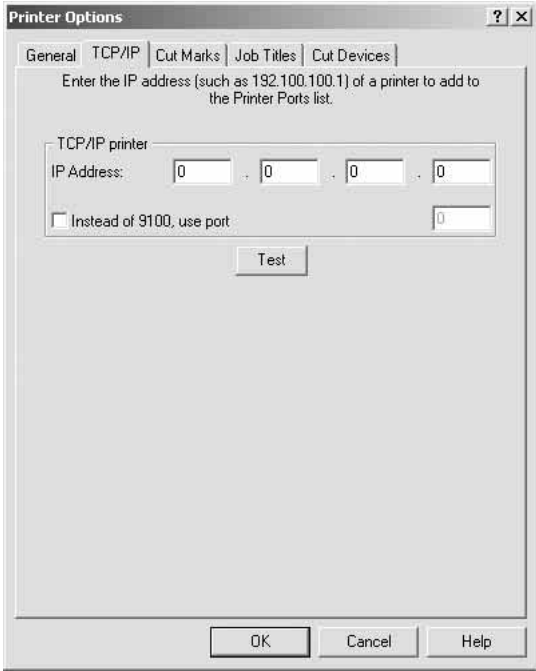 Printer Options
General TCP/IP Cut Marks Job Titles Cut Devices
Enter the IP address (such as 192.100.100.1) of a printer to add to
the Printer Ports list.
TCP/IP printer
IP Address: 0 . 0 . 0 . 0
Instead of 9100, use port 0
Test
OK Cancel Help